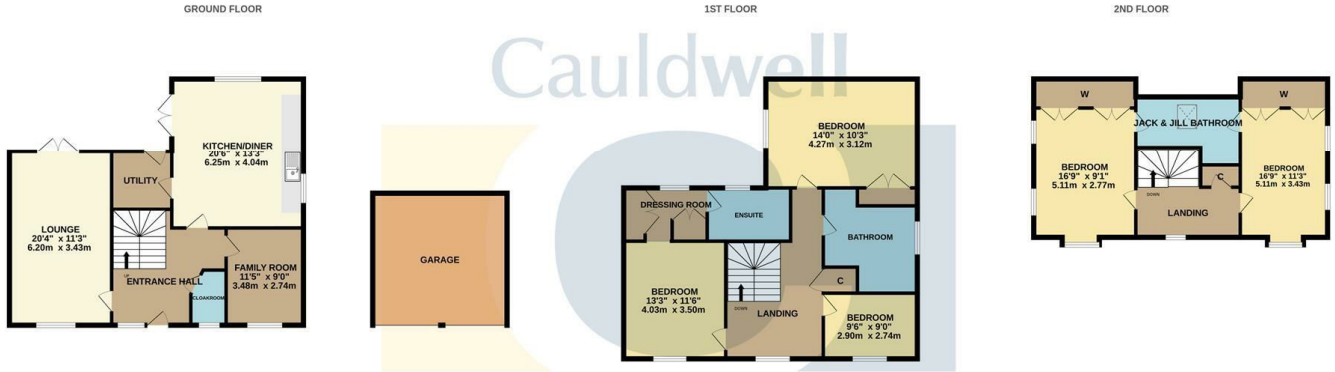 GROUND FLOOR
1ST FLOOR
2ND FLOOR
Cauldwell
KITCHEN/DINER
20'6" x 13'3"
6.25m x 4.04m
UTILITY
LOUNGE
20'4" x 11'3"
6.20m x 3.43m
UP
ENTRANCE HALL
CLOAKROOM
FAMILY ROOM
11'5" x 9'0"
3.48m x 2.74m
GARAGE
BEDROOM
14'0" x 10'3"
4.27m x 3.12m
DRESSING ROOM
ENSUITE
BATHROOM
BEDROOM
13'3" x 11'6"
4.03m x 3.50m
DOWN
LANDING
C
BEDROOM
9'6" x 9'0"
2.90m x 2.74m
W
W
JACK & JILL BATHROOM
BEDROOM
16'9" x 9'1"
5.11m x 2.77m
DOWN
C
LANDING
BEDROOM
16'9" x 11'3"
5.11m x 3.43m